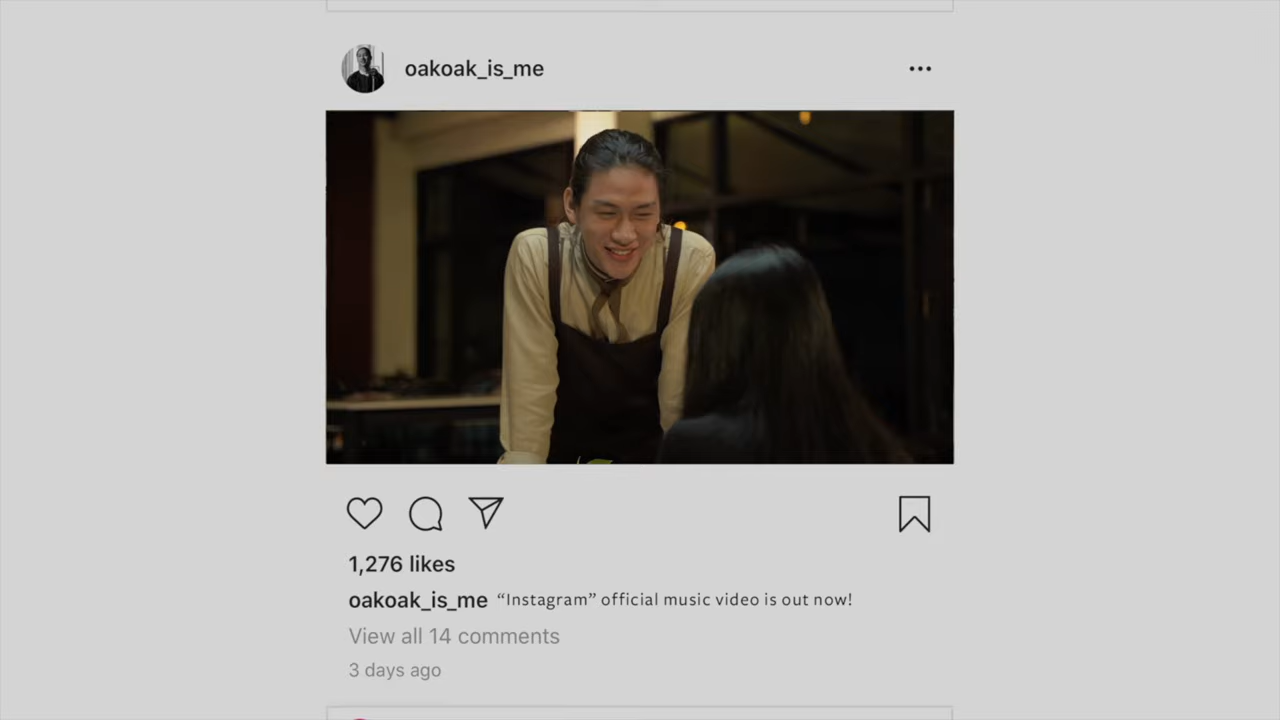 oakoak_is_me
1,276 likes
oakoak_is_me “Instagram” official music video is out now!
View all 14 comments
3 days ago